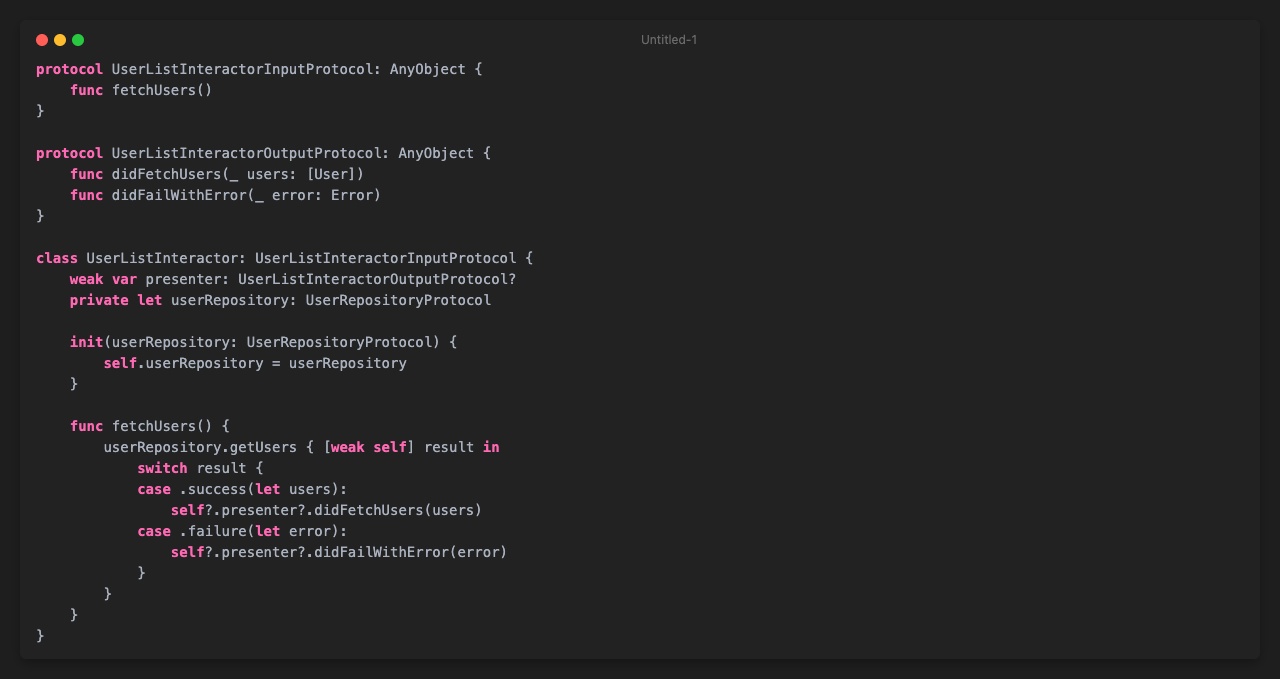 Untitled-1
protocol UserListInteractorInputProtocol: AnyObject {
    func fetchUsers()
}

protocol UserListInteractorOutputProtocol: AnyObject {
    func didFetchUsers(_ users: [User])
    func didFailWithError(_ error: Error)
}

class UserListInteractor: UserListInteractorInputProtocol {
    weak var presenter: UserListInteractorOutputProtocol?
    private let userRepository: UserRepositoryProtocol

    init(userRepository: UserRepositoryProtocol) {
        self.userRepository = userRepository
    }

    func fetchUsers() {
        userRepository.getUsers { [weak self] result in
            switch result {
            case .success(let users):
                self?.presenter?.didFetchUsers(users)
            case .failure(let error):
                self?.presenter?.didFailWithError(error)
            }
        }
    }
}